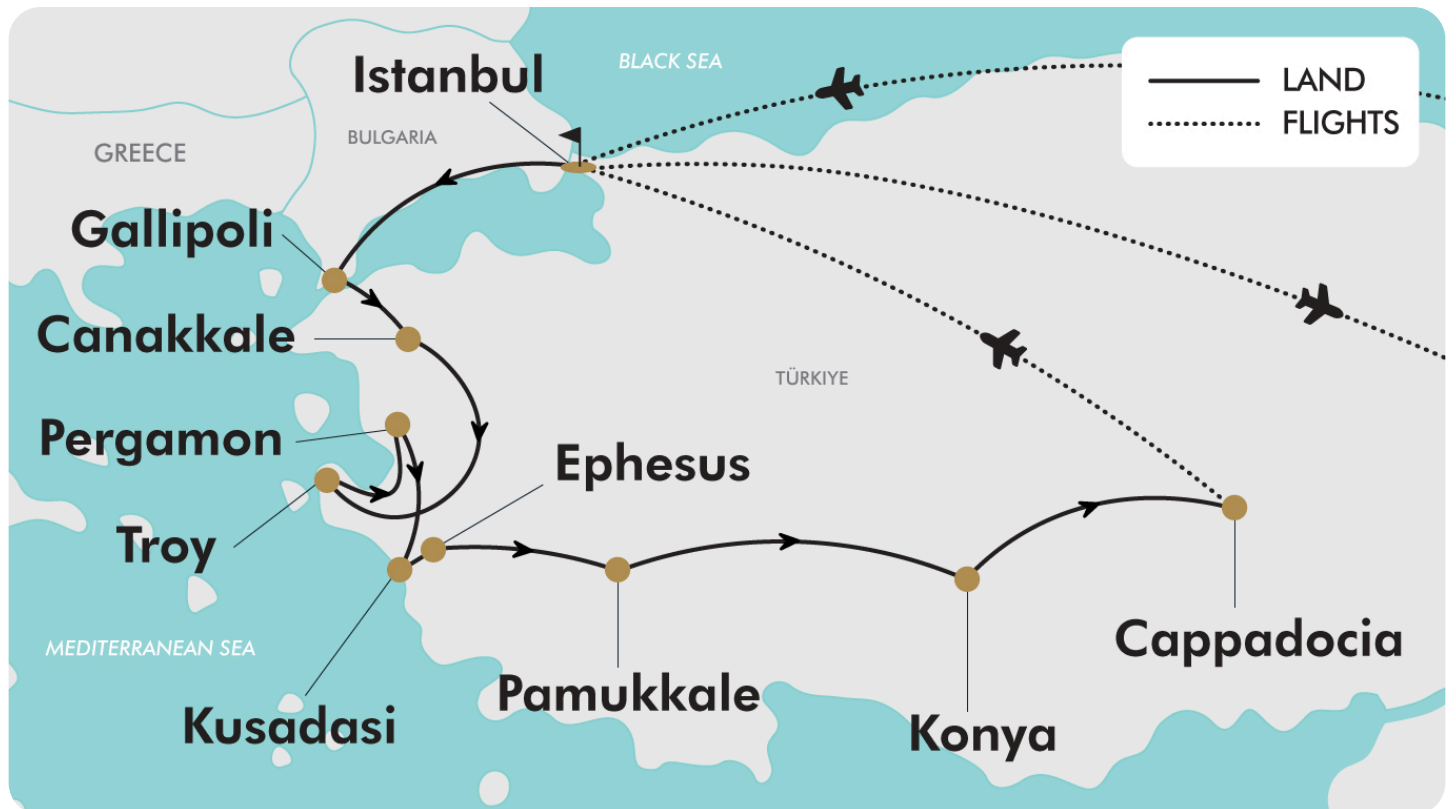 Istanbul
BLACK SEA
LAND
FLIGHTS
BULGARIA
GREECE
Gallipoli
Canakkale
TÜRKIYE
Pergamon
Ephesus
Troy
MEDITERRANEAN SEA
Cappadocia
Pamukkale
Kusadasi
Konya